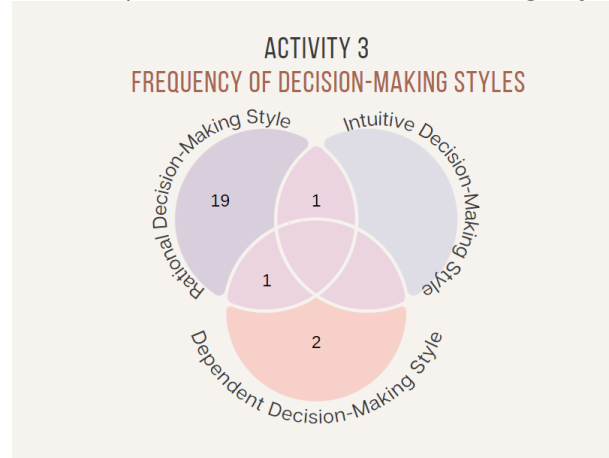 ACTIVITY 3
FREQUENCY OF DECISION-MAKING STYLES
Rational Decision-Making Style
Intuitive Decision-Making Style
19
1
1
2
Dependent Decision-Making Style